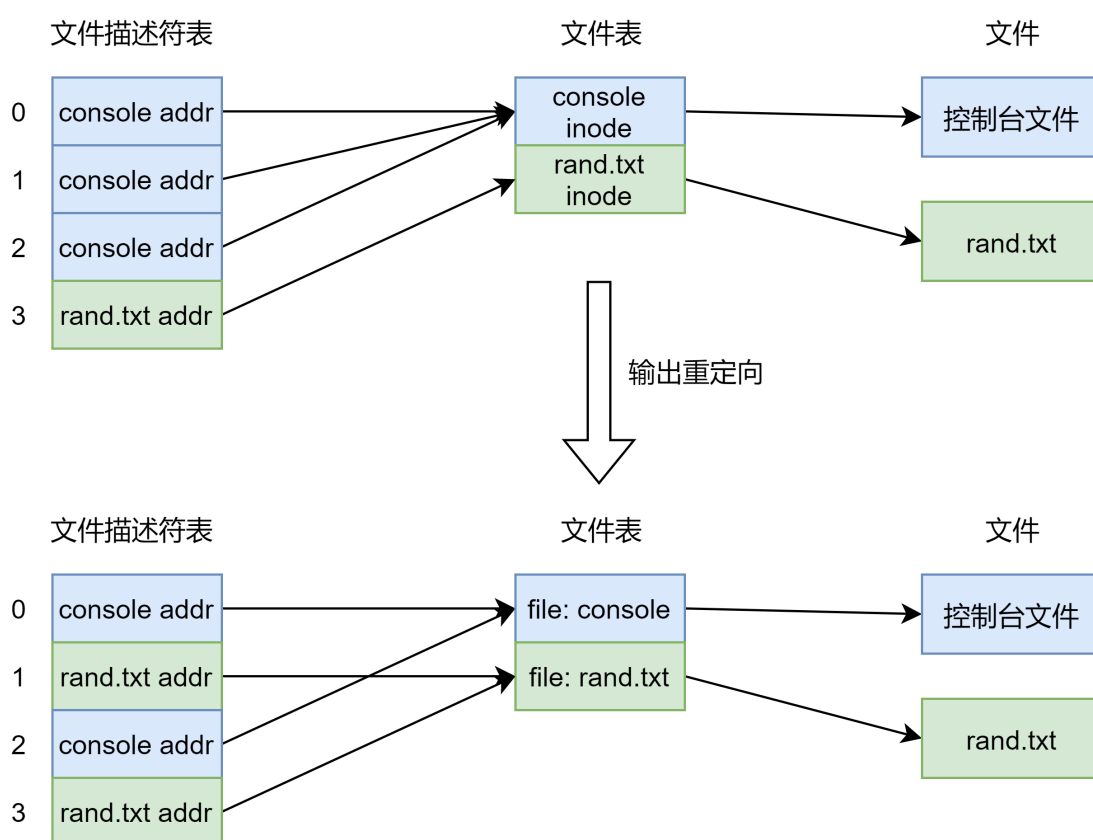 文件描述符表
文件表
文件
0
console addr
console
inode
控制台文件
1
console addr
rand.txt
inode
2
console addr
rand.txt
3
rand.txt addr
输出重定向
文件描述符表
文件表
文件
0
console addr
file: console
控制台文件
1
rand.txt addr
file: rand.txt
2
console addr
rand.txt
3
rand.txt addr